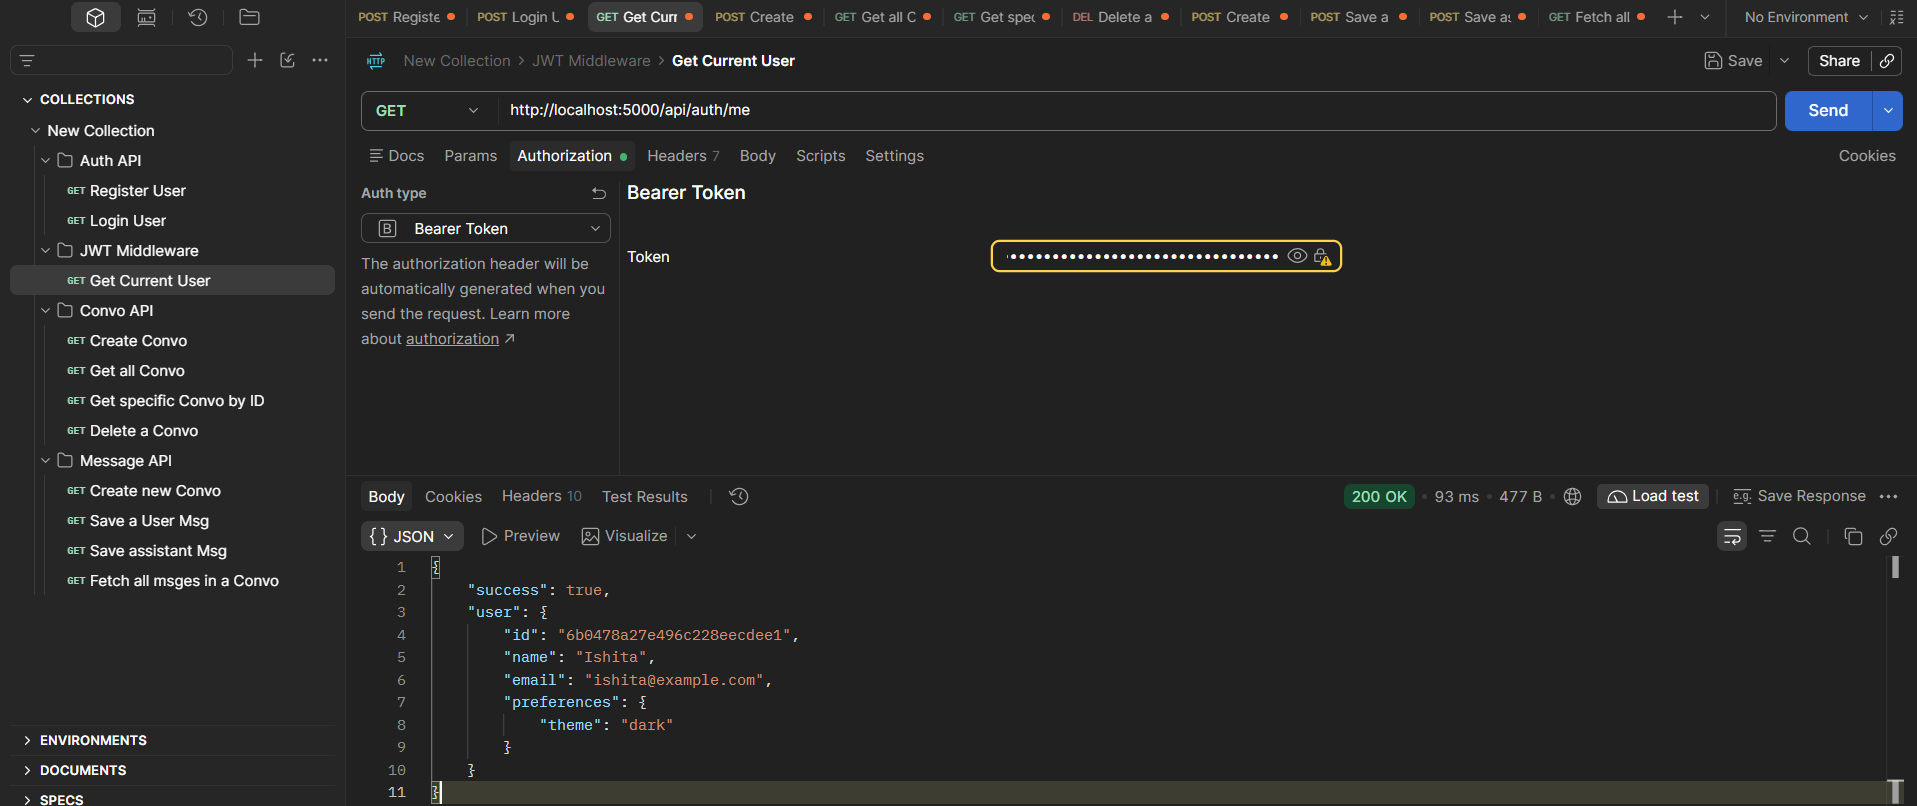 POST Registe
POST Login U
GET Get Curr
POST Create
GET Get all C
GET Get spec
DEL Delete a
POST Create
POST Save a
POST Save as
GET Fetch all
No Environment
COLLECTIONS
New Collection
Auth API
GET Register User
GET Login User
JWT Middleware
GET Get Current User
Convo API
GET Create Convo
GET Get all Convo
GET Get specific Convo by ID
GET Delete a Convo
Message API
GET Create new Convo
GET Save a User Msg
GET Save assistant Msg
GET Fetch all msges in a Convo
ENVIRONMENTS
DOCUMENTS
SPECS
HTTP New Collection > JWT Middleware > Get Current User
Save
Share
GET http://localhost:5000/api/auth/me
Send
Docs Params Authorization Headers 7 Body Scripts Settings
Cookies
Auth type
B Bearer Token
The authorization header will be
automatically generated when you
send the request. Learn more
about authorization
Bearer Token
Token
Body Cookies Headers 10 Test Results
200 OK • 93 ms • 477 B •
Load test
e.g. Save Response
{} JSON Preview Visualize
1 {
2 "success": true,
3 "user": {
4 "id": "6b0478a27e496c228eecdee1",
5 "name": "Ishita",
6 "email": "ishita@example.com",
7 "preferences": {
8 "theme": "dark"
9 }
10 }
11 }